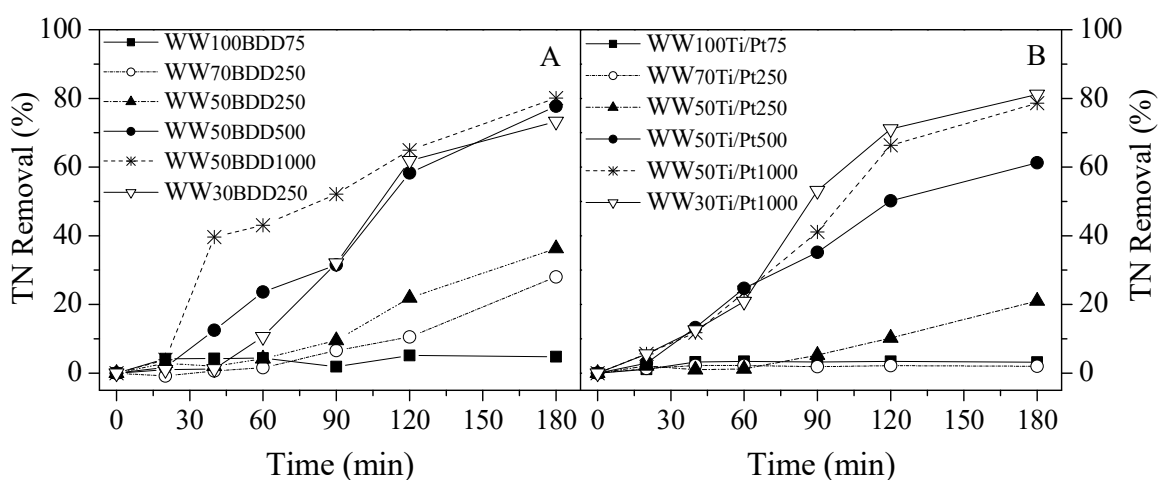 A
WW100BDD75
WW70BDD250
WW50BDD250
WW50BDD500
WW50BDD1000
WW30BDD250
TN Removal (%)
100
80
60
40
20
0
0 30 60 90 120 150 180
Time (min)
B
WW100Ti/Pt75
WW70Ti/Pt250
WW50Ti/Pt250
WW50Ti/Pt500
WW50Ti/Pt1000
WW30Ti/Pt1000
0 30 60 90 120 150 180
Time (min)
100
80
60
40
20
0
TN Removal (%)